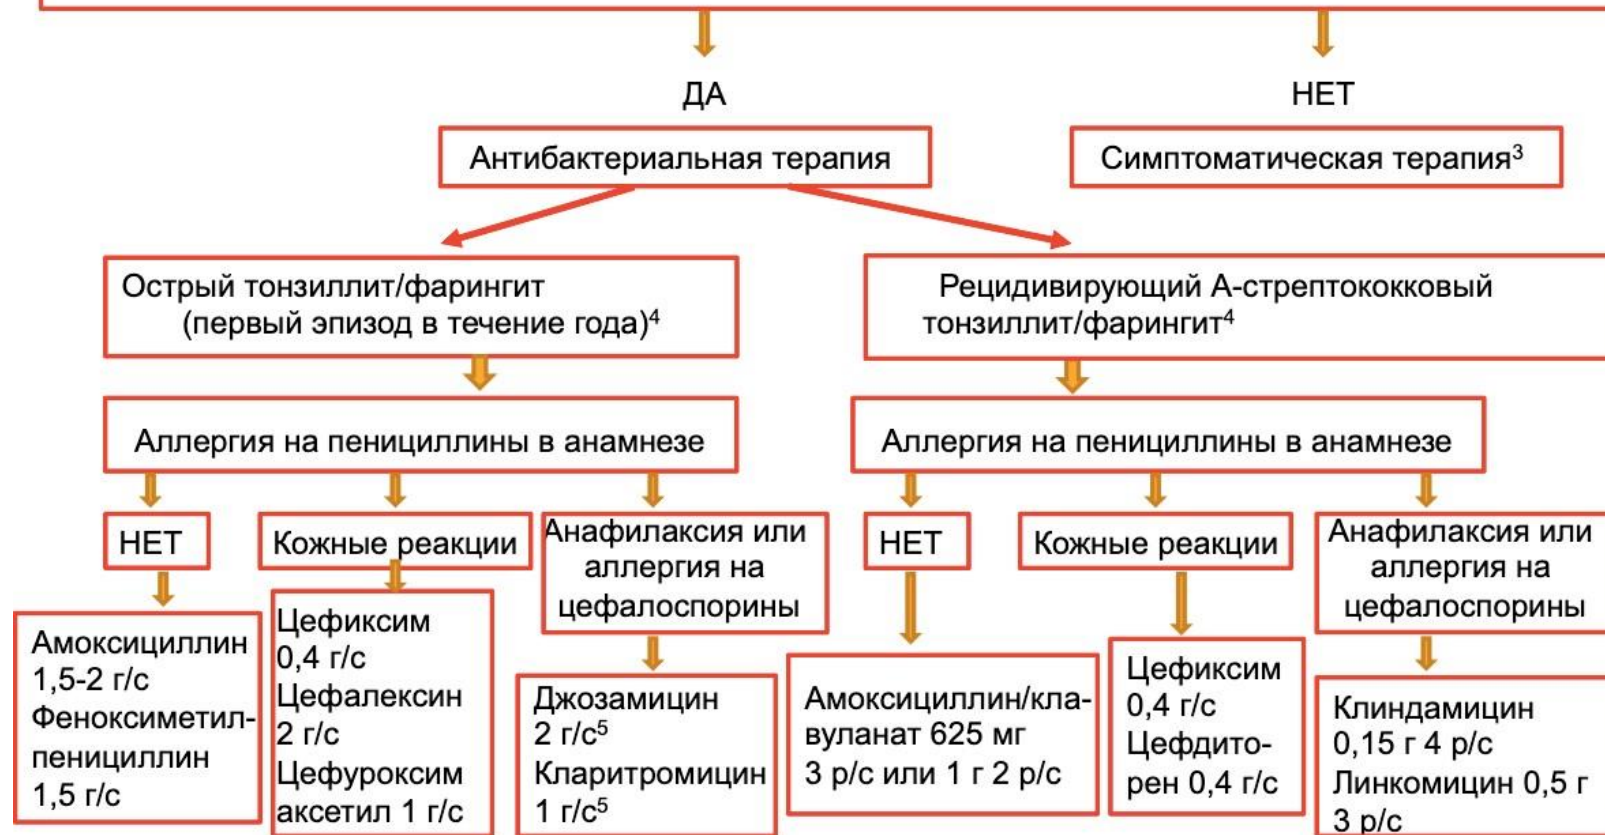 ДА
НЕТ
Антибактериальная терапия
Симптоматическая терапия³
Острый тонзиллит/фарингит
(первый эпизод в течение года)⁴
Рецидивирующий А-стрептококковый
тонзиллит/фарингит⁴
Аллергия на пенициллины в анамнезе
Аллергия на пенициллины в анамнезе
НЕТ
Кожные реакции
Анафилаксия или
аллергия на
цефалоспорины
НЕТ
Кожные реакции
Анафилаксия или
аллергия на
цефалоспорины
Амоксициллин
1,5-2 г/с
Феноксиметил-
пенициллин
1,5 г/с
Цефиксим
0,4 г/с
Цефалексин
2 г/с
Цефуроксим
аксетил 1 г/с
Джозамицин
2 г/с⁵
Кларитромицин
1 г/с⁵
Амоксициллин/кла-
вуланат 625 мг
3 р/с или 1 г 2 р/с
Цефиксим
0,4 г/с
Цефдито-
рен 0,4 г/с
Клиндамицин
0,15 г 4 р/с
Линкомицин 0,5 г
3 р/с